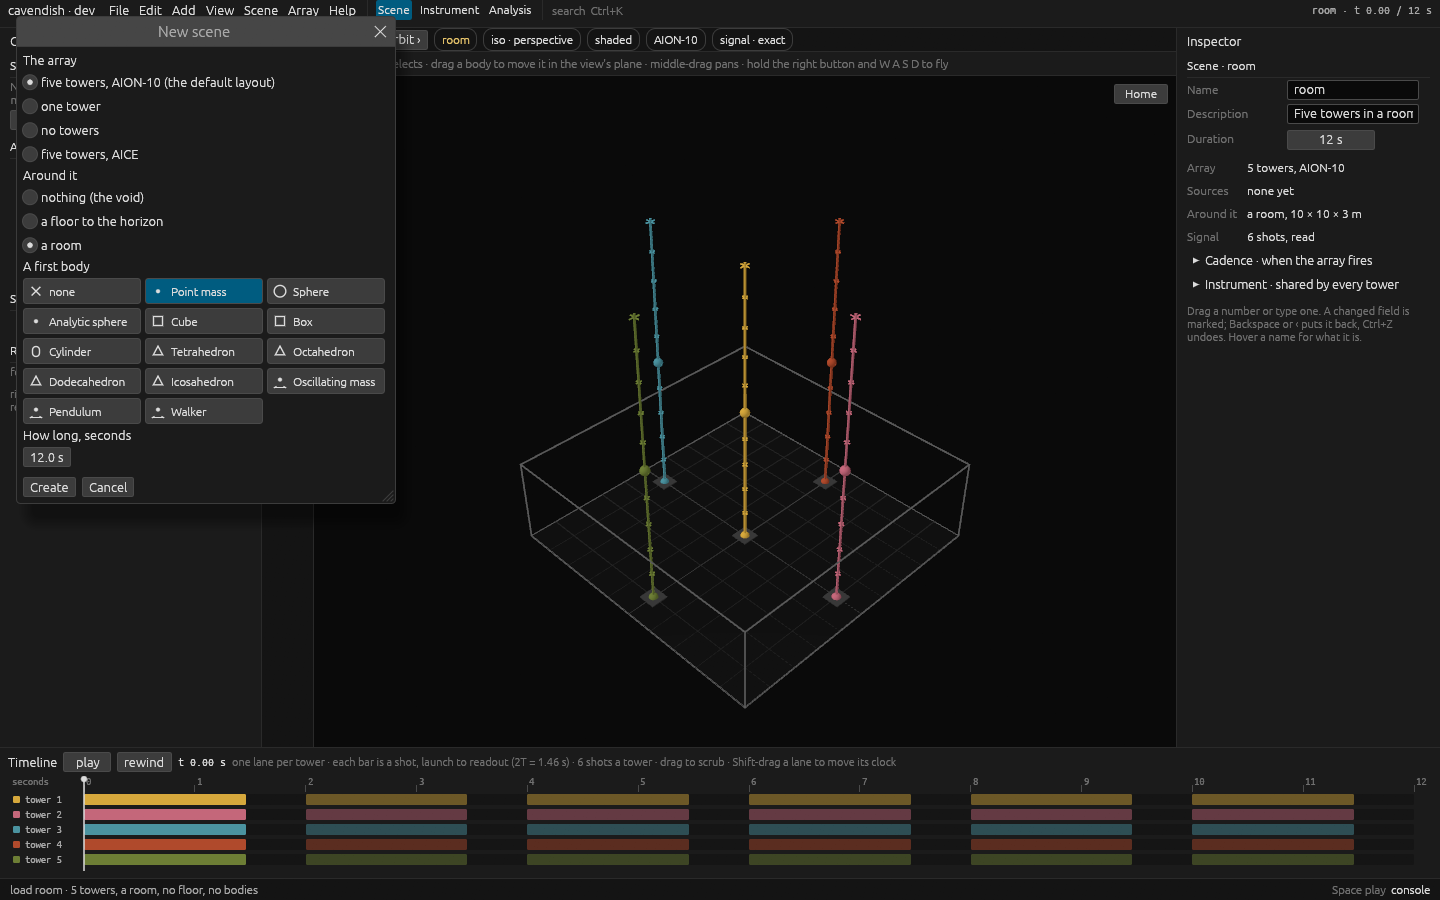 cavendish · dev File Edit Add View Scene Array Help Scene Instrument Analysis search Ctrl+K room · t 0.00 / 12 s
New scene
The array
five towers, AION-10 (the default layout)
one tower
no towers
five towers, AICE
Around it
nothing (the void)
a floor to the horizon
a room
A first body
none Point mass Sphere
Analytic sphere Cube Box
Cylinder Tetrahedron Octahedron
Dodecahedron Icosahedron Oscillating mass
Pendulum Walker
How long, seconds
12.0 s
Create Cancel
room iso · perspective shaded AION-10 signal · exact
drag a body to move it in the view's plane · middle-drag pans · hold the right button and W A S D to fly
Home
Inspector
Scene · room
Name room
Description Five towers in a room
Duration 12 s
Array 5 towers, AION-10
Sources none yet
Around it a room, 10 × 10 × 3 m
Signal 6 shots, read
Cadence · when the array fires
Instrument · shared by every tower
Drag a number or type one. A changed field is
marked; Backspace or ‹ puts it back, Ctrl+Z
undoes. Hover a name for what it is.
Timeline play rewind t 0.00 s one lane per tower · each bar is a shot, launch to readout (2T = 1.46 s) · 6 shots a tower · drag to scrub · Shift-drag a lane to move its clock
seconds 0 1 2 3 4 5 6 7 8 9 10 11 12
tower 1
tower 2
tower 3
tower 4
tower 5
load room · 5 towers, a room, no floor, no bodies Space play console